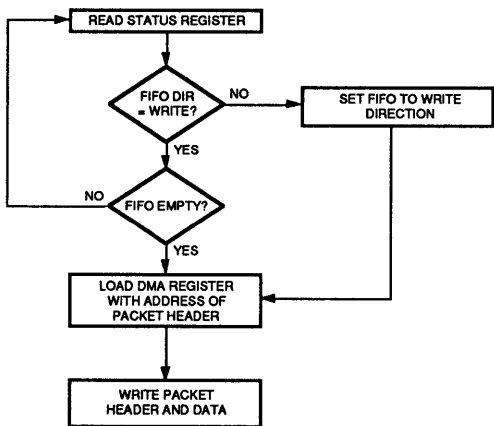 READ STATUS REGISTER
FIFO DIR
= WRITE?
NO
SET FIFO TO WRITE
DIRECTION
YES
NO
FIFO EMPTY?
YES
LOAD DMA REGISTER
WITH ADDRESS OF
PACKET HEADER
WRITE PACKET
HEADER AND DATA